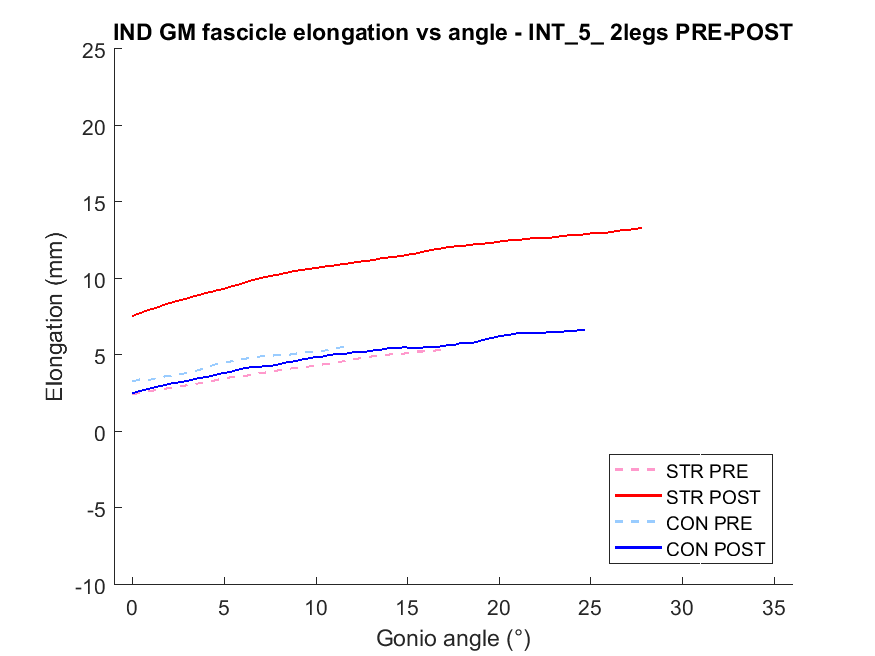 IND GM fascicle elongation vs angle - INT_5_ 2legs PRE-POST
25
20
15
10
5
0
-5
-10
Elongation (mm)
0 5 10 15 20 25 30 35
Gonio angle (°)
STR PRE
STR POST
CON PRE
CON POST